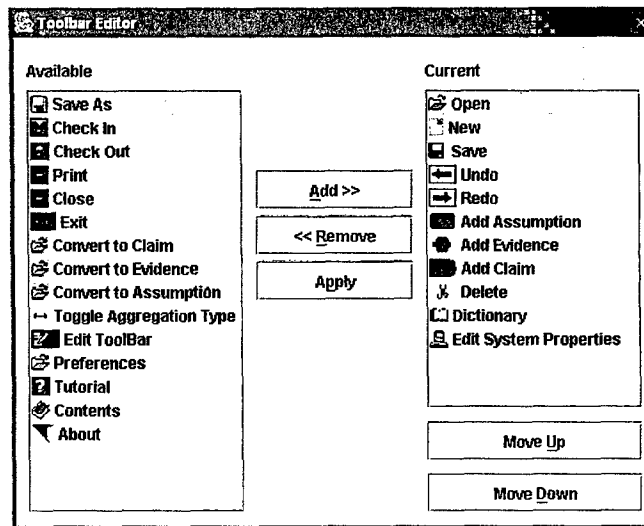 Toolbar Editor
Available
Save As
Check In
Check Out
Print
Close
Exit
Convert to Claim
Convert to Evidence
Convert to Assumption
Toggle Aggregation Type
Edit ToolBar
Preferences
Tutorial
Contents
About
Add >>
<< Remove
Apply
Current
Open
New
Save
Undo
Redo
Add Assumption
Add Evidence
Add Claim
Delete
Dictionary
Edit System Properties
Move Up
Move Down